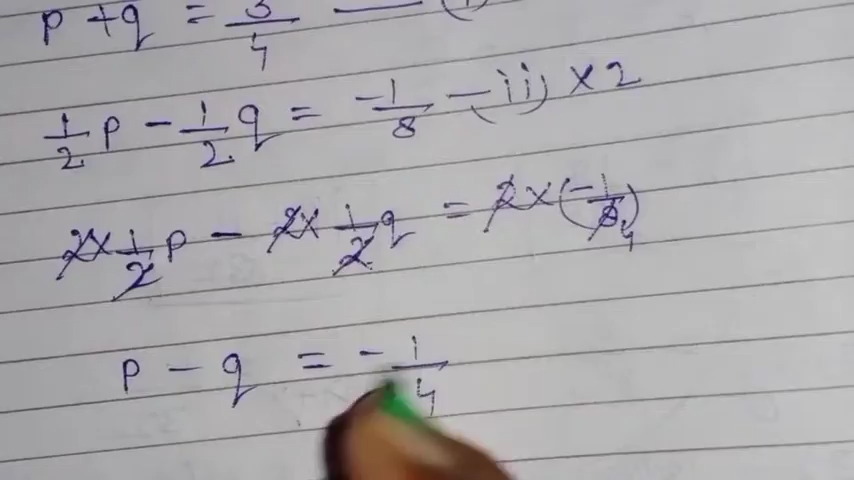 p + q = 3/4 — (i)
1/2 p - 1/2 q = -1/8 — (ii) × 2
2× 1/2 p - 2× 1/2 q = 2×(-1/8) 4
p - q = -1/4